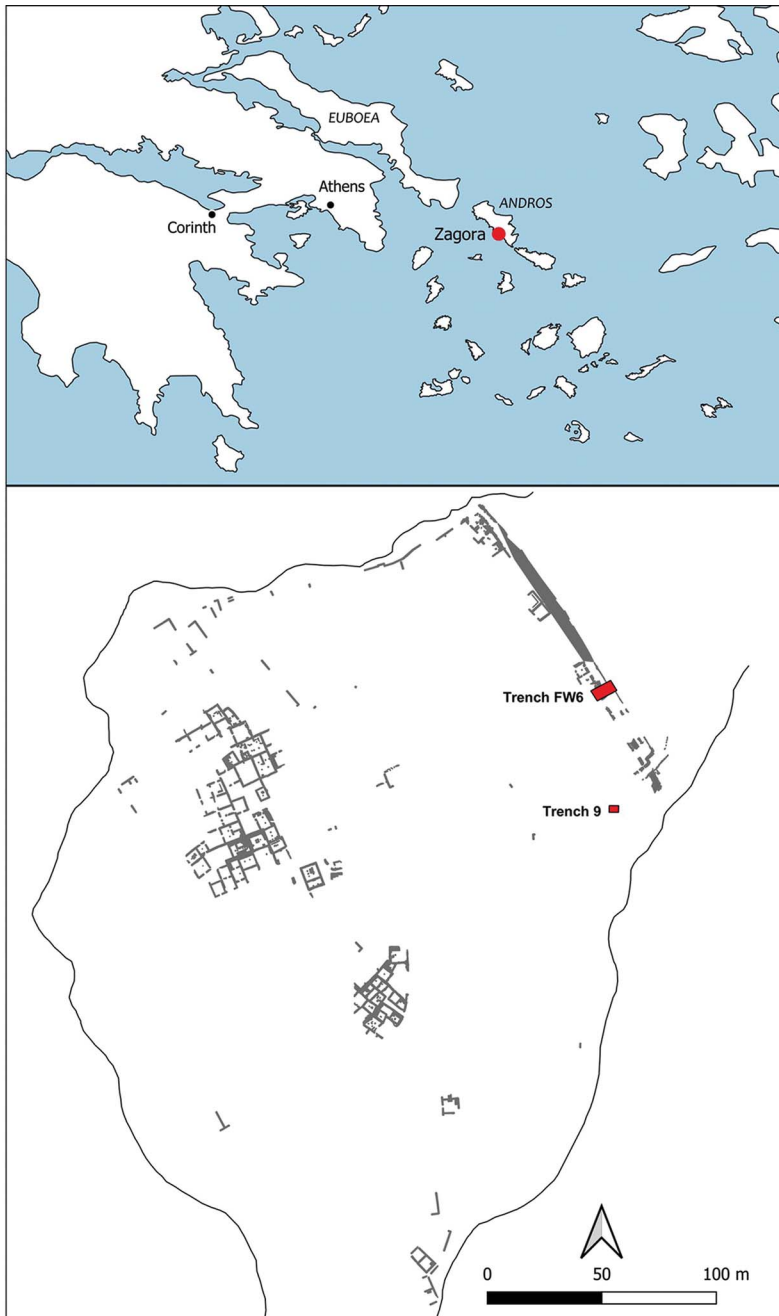 EUBOEA
Athens
ANDROS
Corinth
Zagora
Trench FW6
Trench 9
0 50 100 m